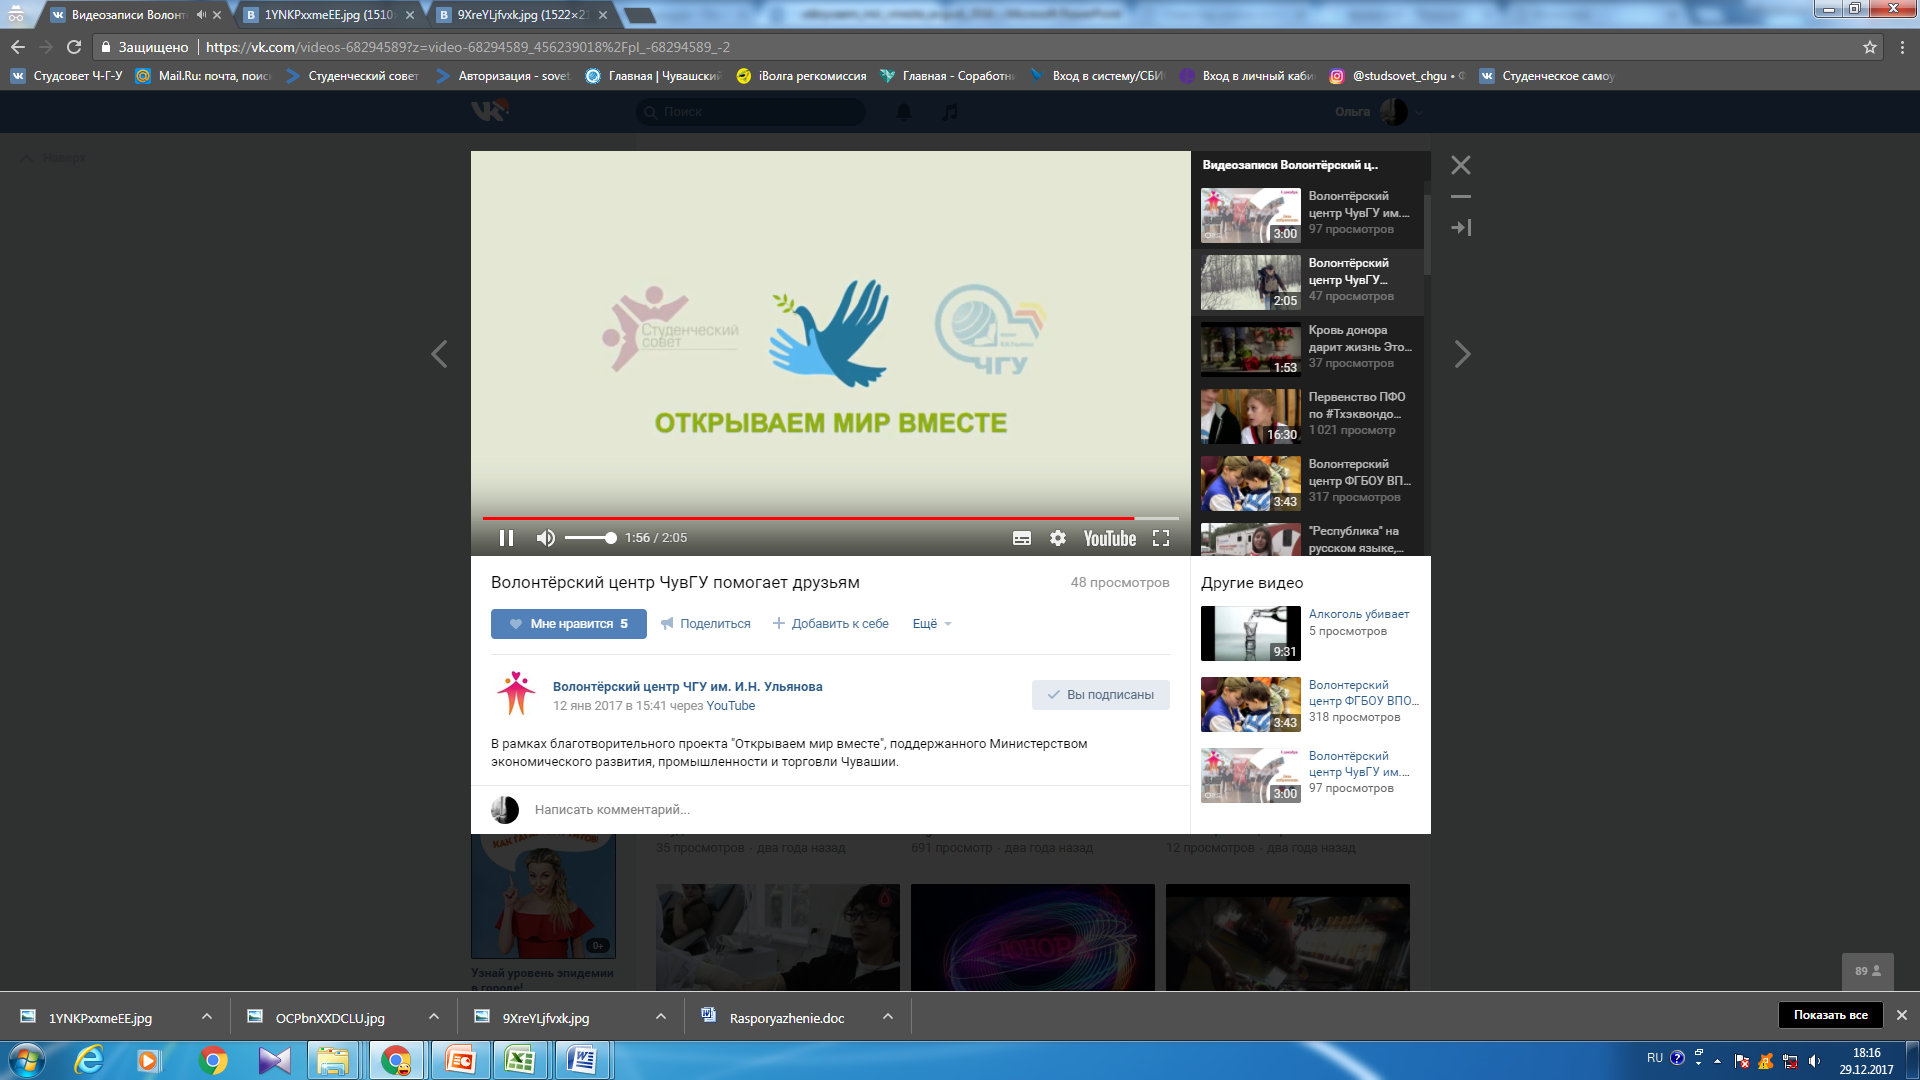 Видеозаписи Волонт
1YNKPxxmeEE.jpg (1510
9XreYLjfvxk.jpg (1522×21
Защищено
https://vk.com/videos-68294589?z=video-68294589_456239018%2Fpl_-68294589_-2
Студсовет Ч-Г-У
Mail.Ru: почта, поис
Студенческий совет
Авторизация - sovet
Главная | Чувашски
iВолга регкомиссия
Главная - Соработн
Вход в систему/СБИ
Вход в личный каби
@studsovet_chgu •
Студенческое самоу
Поиск
Ольга
Наверх
Студенческий
совет
ЧГУ
ОТКРЫВАЕМ МИР ВМЕСТЕ
1:56 / 2:05
YouTube
Видеозаписи Волонтёрский ц..
Волонтёрский
центр ЧувГУ им....
97 просмотров
3:00
Волонтёрский
центр ЧувГУ...
47 просмотров
2:05
Кровь донора
дарит жизнь Это...
37 просмотров
1:53
Первенство ПФО
по #Тхэквондо...
1 021 просмотр
16:30
Волонтерский
центр ФГБОУ ВП...
317 просмотров
3:43
"Республика" на
русском языке,...
Волонтёрский центр ЧувГУ помогает друзьям
48 просмотров
Мне нравится 5
Поделиться
Добавить к себе
Ещё
Волонтёрский центр ЧГУ им. И.Н. Ульянова
12 янв 2017 в 15:41 через YouTube
Вы подписаны
В рамках благотворительного проекта "Открываем мир вместе", поддержанного Министерством
экономического развития, промышленности и торговли Чувашии.
Написать комментарий...
Другие видео
Алкоголь убивает
5 просмотров
9:31
Волонтерский
центр ФГБОУ ВПО...
318 просмотров
3:43
Волонтёрский
центр ЧувГУ им....
97 просмотров
3:00
35 просмотров · два года назад
691 просмотр · два года назад
12 просмотров · два года назад
0+
Узнай уровень эпидемии
в городе!
ДОНОР
89
1YNKPxxmeEE.jpg
OCPbnXXDCLU.jpg
9XreYLjfvxk.jpg
Rasporyazhenie.doc
Показать все
RU
18:16
29.12.2017